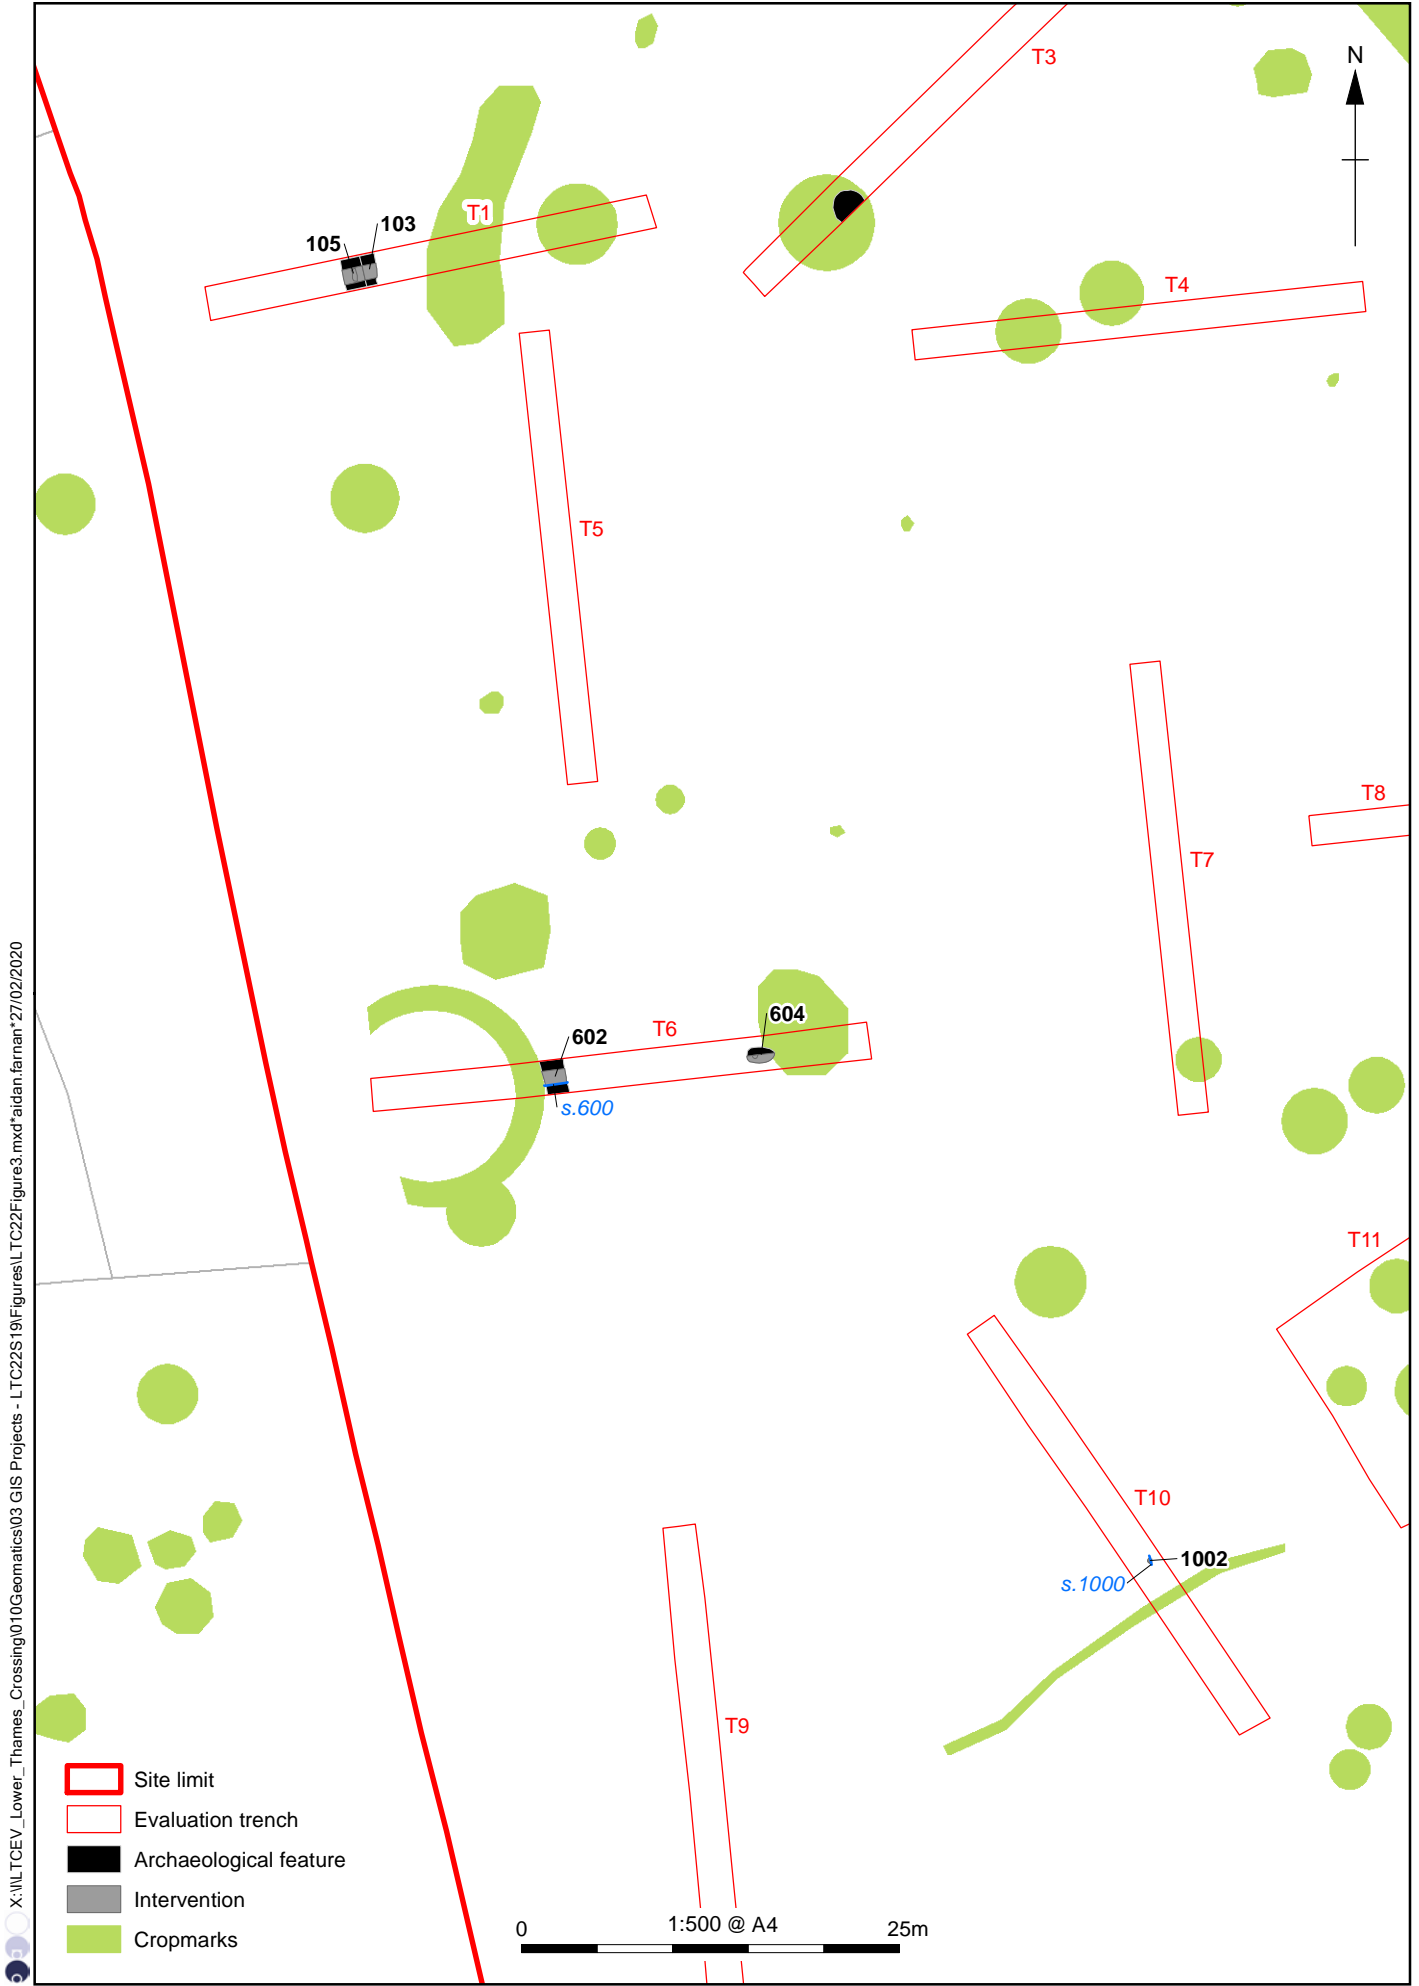 T3
N
T1
103
105
T4
T5
T8
T7
604
T6
602
s.600
T11
T10
1002
s.1000
T9
Site limit
Evaluation trench
Archaeological feature
Intervention
Cropmarks
0
1:500 @ A4
25m
X:\l\LTCEV_Lower_Thames_Crossing\010Geomatics\03 GIS Projects - LTC22S19\Figures\LTC22Figure3.mxd*aidan.farnan*27/02/2020